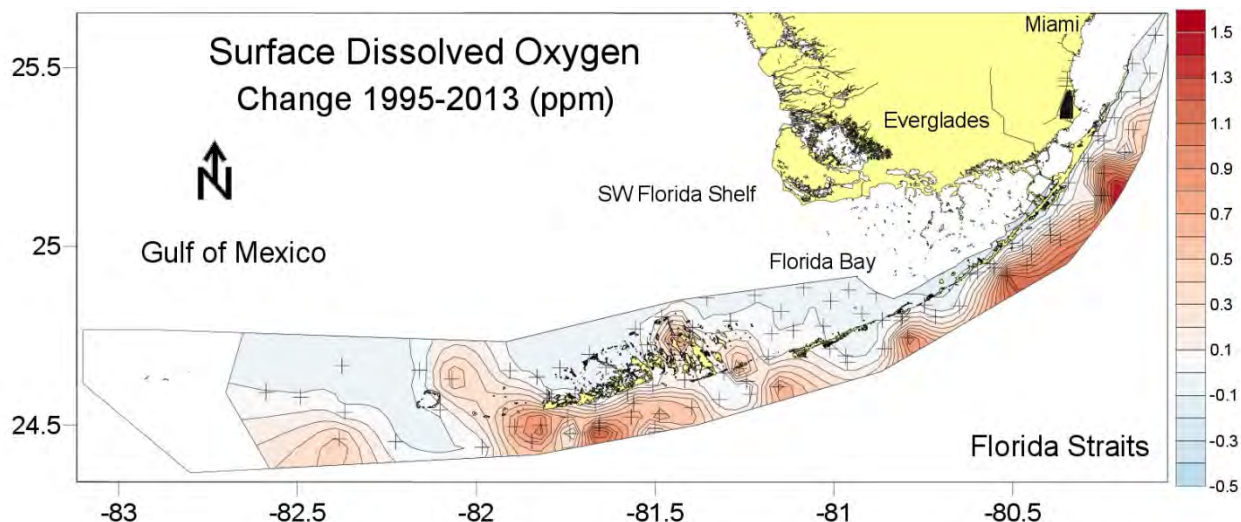 Surface Dissolved Oxygen
Change 1995-2013 (ppm)
N
Miami
Everglades
SW Florida Shelf
Gulf of Mexico
Florida Bay
Florida Straits
25.5
25
24.5
-83
-82.5
-82
-81.5
-81
-80.5
1.5
1.3
1.1
0.9
0.7
0.5
0.3
0.1
-0.1
-0.3
-0.5